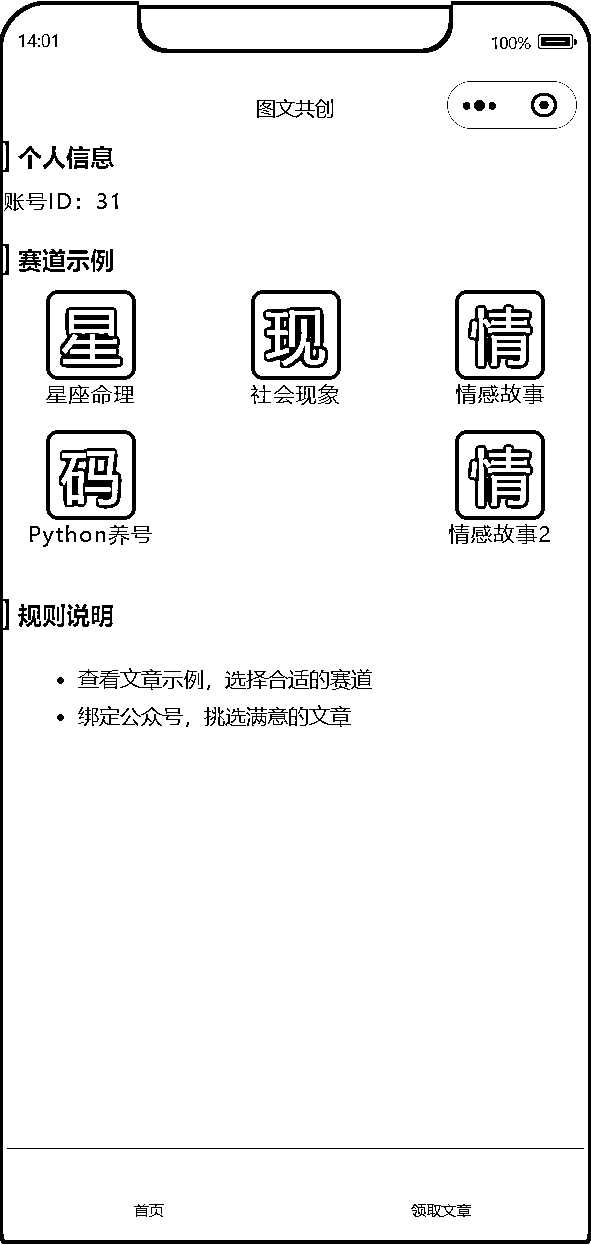 14:01 100%
图文共创
个人信息
账号ID：31
赛道示例
星 现 情
星座命理 社会现象 情感故事
码 情
Python养号 情感故事2
规则说明
• 查看文章示例，选择合适的赛道
• 绑定公众号，挑选满意的文章
首页 领取文章